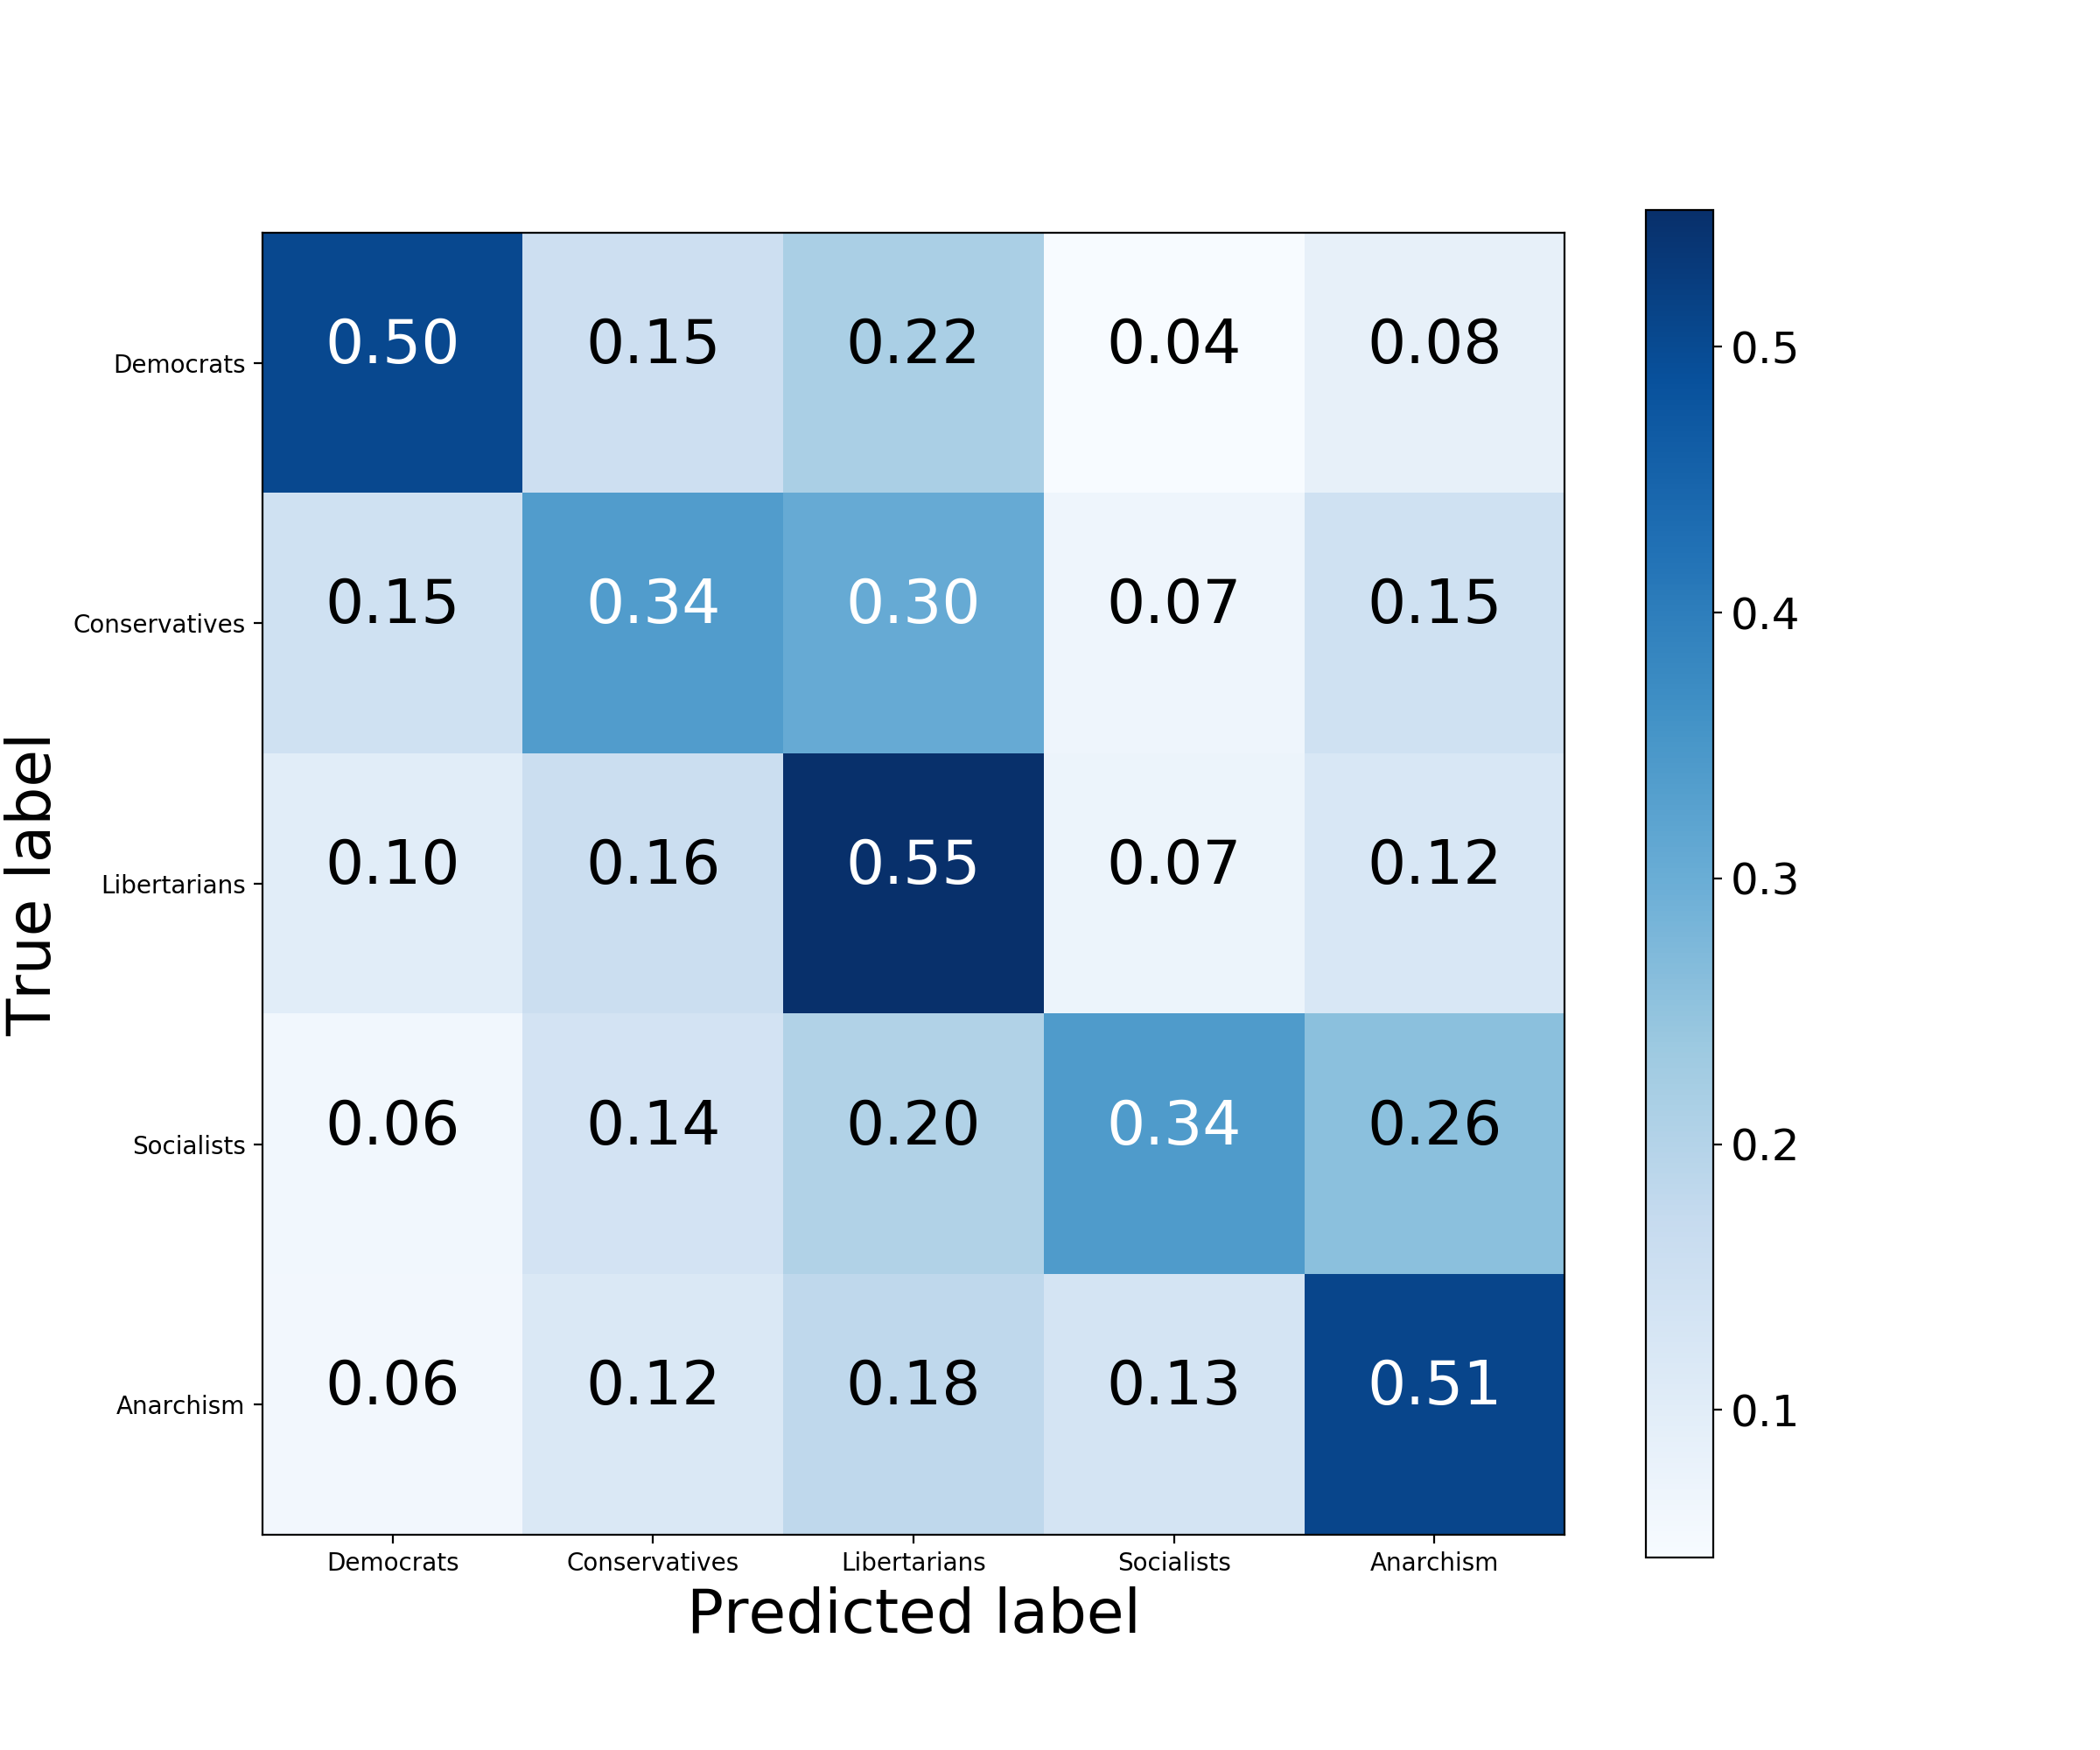 Democrats 0.50 0.15 0.22 0.04 0.08
Conservatives 0.15 0.34 0.30 0.07 0.15
Libertarians 0.10 0.16 0.55 0.07 0.12
Socialists 0.06 0.14 0.20 0.34 0.26
Anarchism 0.06 0.12 0.18 0.13 0.51
Democrats Conservatives Libertarians Socialists Anarchism
Predicted label
True label
0.5
0.4
0.3
0.2
0.1